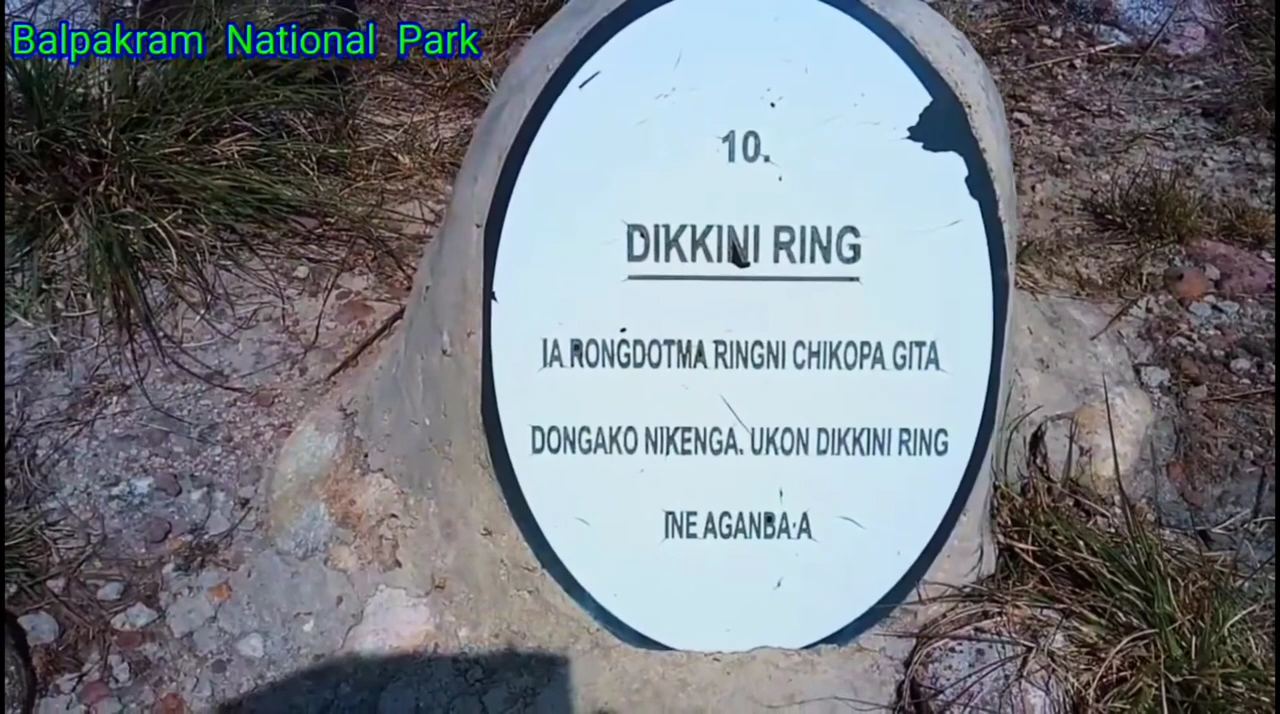 Balpakram National Park
10.
DIKKINI RING
IA RONGDOTMA RINGNI CHIKOPA GITA
DONGAKO NIKENGA. UKON DIKKINI RING
INE AGANBA·A